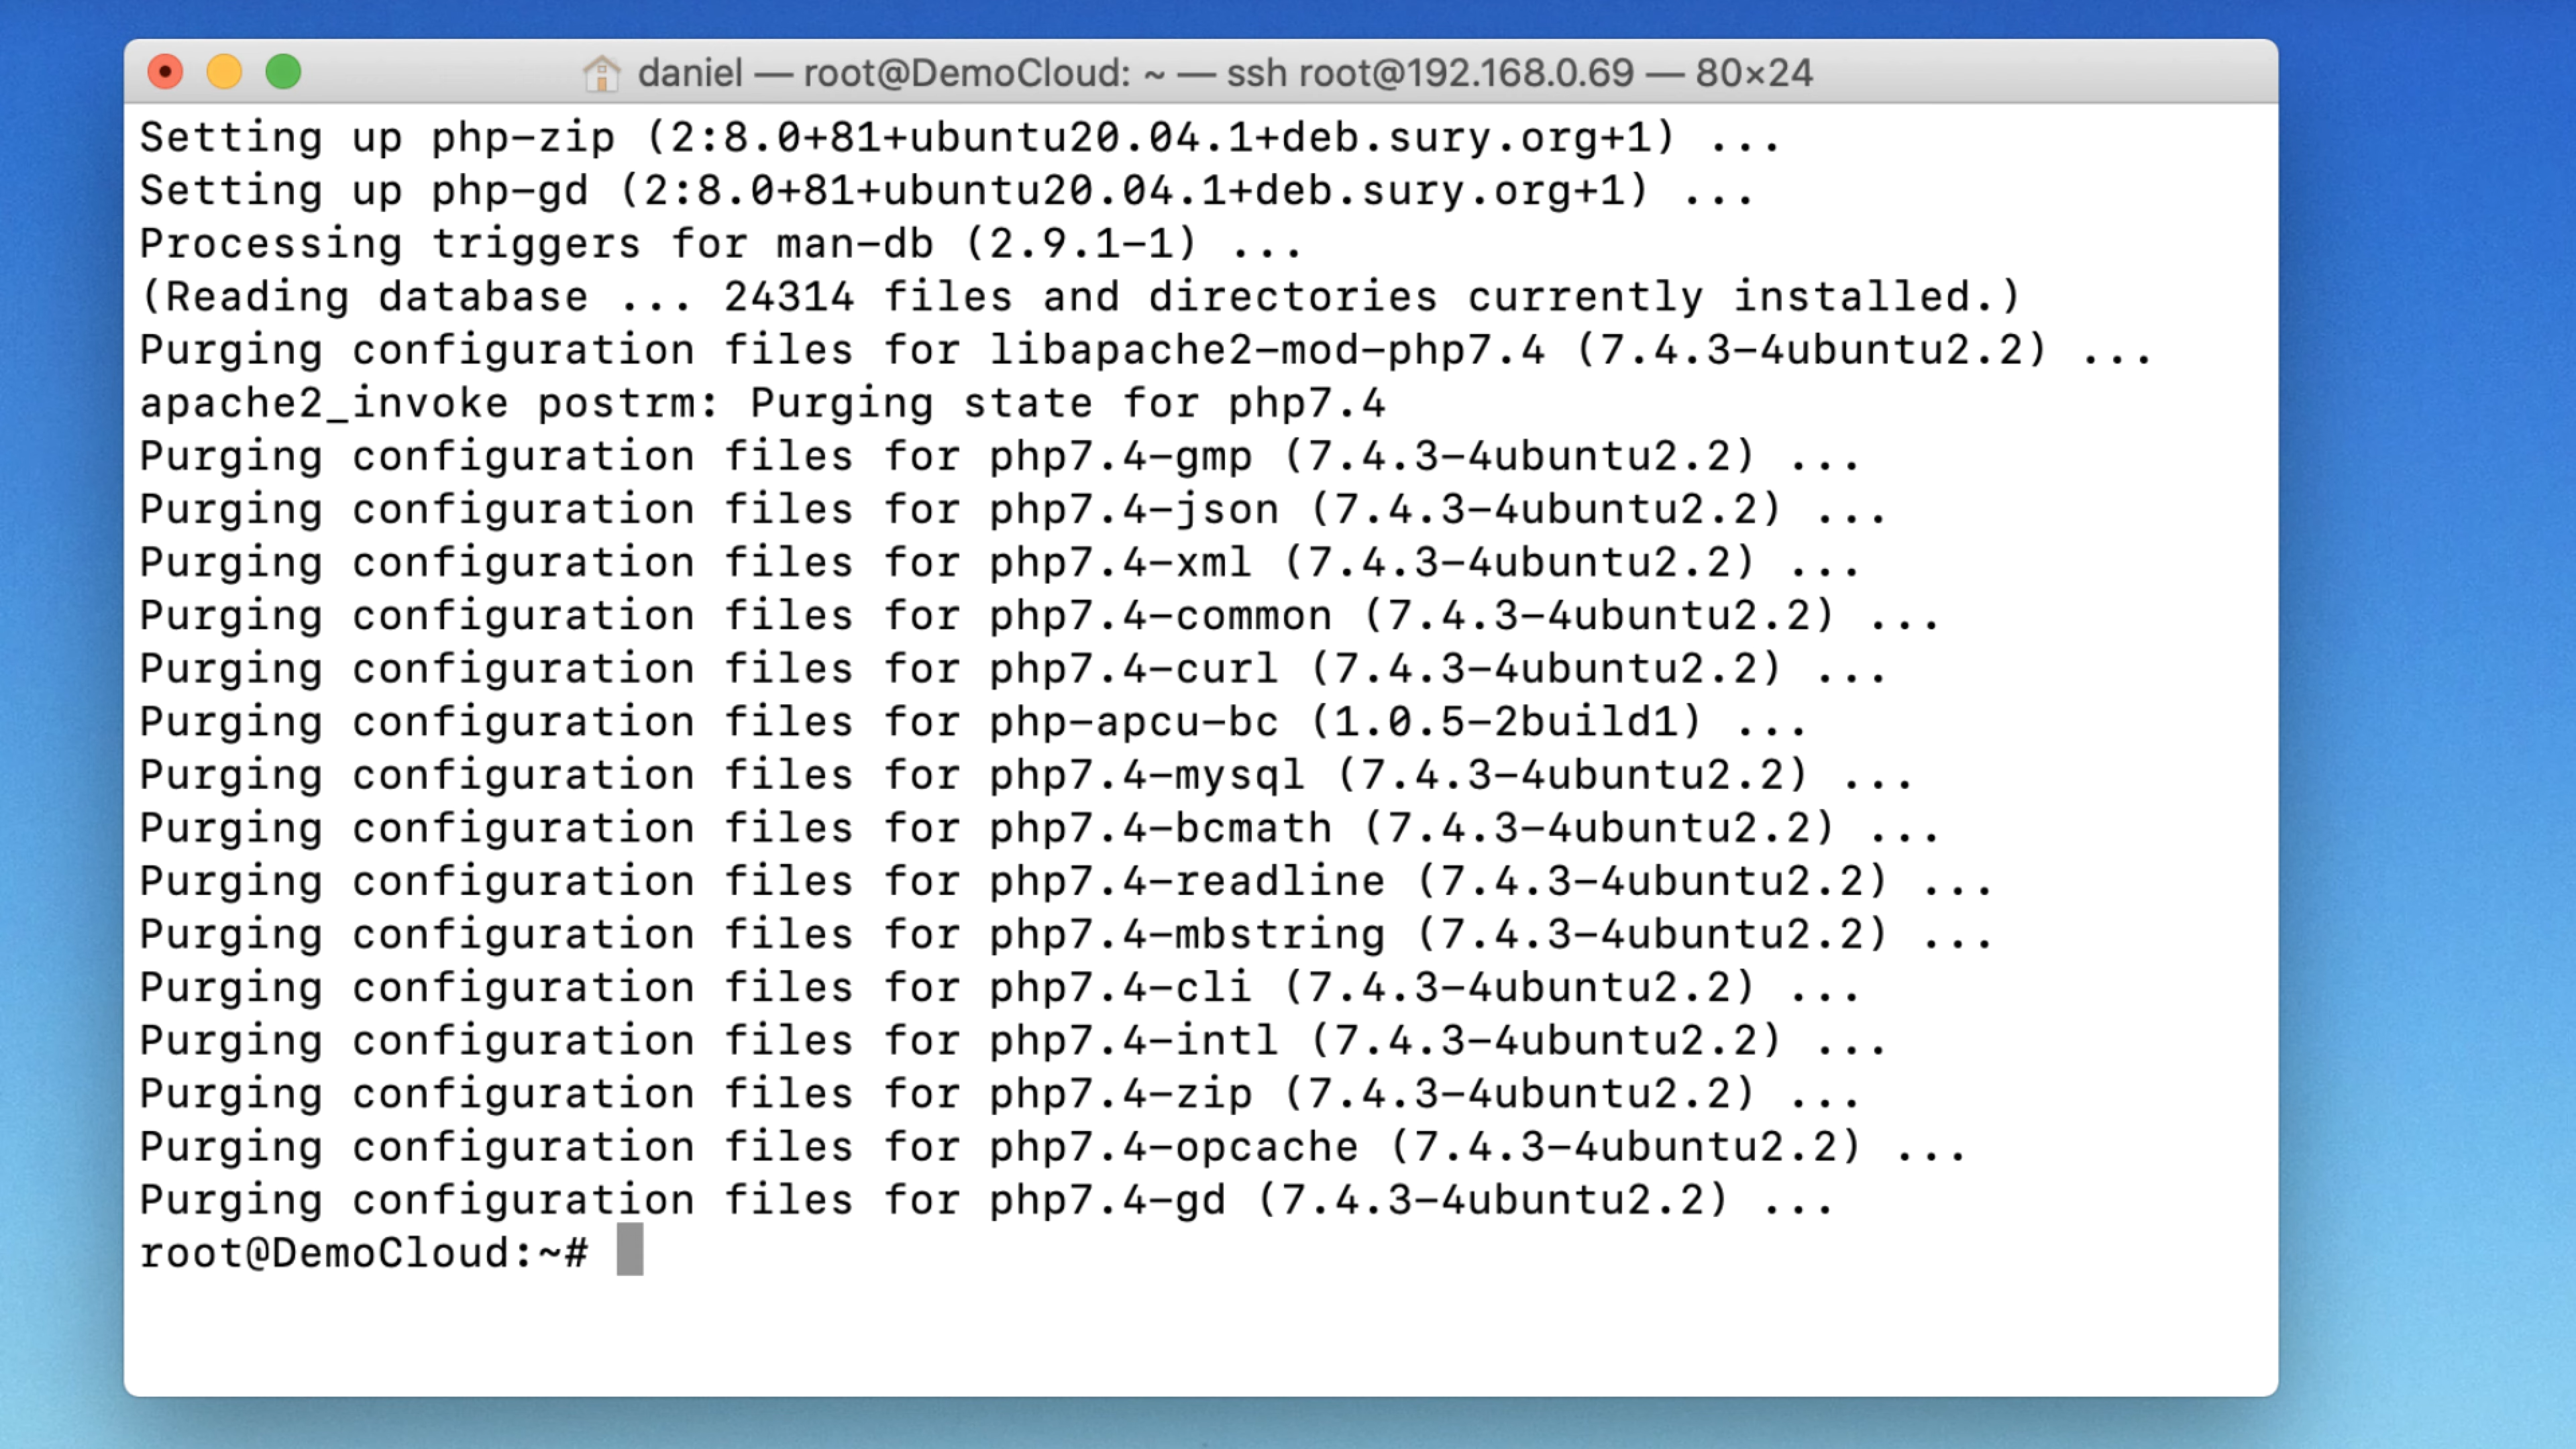 daniel — root@DemoCloud: ~ — ssh root@192.168.0.69 — 80×24
Setting up php-zip (2:8.0+81+ubuntu20.04.1+deb.sury.org+1) ...
Setting up php-gd (2:8.0+81+ubuntu20.04.1+deb.sury.org+1) ...
Processing triggers for man-db (2.9.1-1) ...
(Reading database ... 24314 files and directories currently installed.)
Purging configuration files for libapache2-mod-php7.4 (7.4.3-4ubuntu2.2) ...
apache2_invoke postrm: Purging state for php7.4
Purging configuration files for php7.4-gmp (7.4.3-4ubuntu2.2) ...
Purging configuration files for php7.4-json (7.4.3-4ubuntu2.2) ...
Purging configuration files for php7.4-xml (7.4.3-4ubuntu2.2) ...
Purging configuration files for php7.4-common (7.4.3-4ubuntu2.2) ...
Purging configuration files for php7.4-curl (7.4.3-4ubuntu2.2) ...
Purging configuration files for php-apcu-bc (1.0.5-2build1) ...
Purging configuration files for php7.4-mysql (7.4.3-4ubuntu2.2) ...
Purging configuration files for php7.4-bcmath (7.4.3-4ubuntu2.2) ...
Purging configuration files for php7.4-readline (7.4.3-4ubuntu2.2) ...
Purging configuration files for php7.4-mbstring (7.4.3-4ubuntu2.2) ...
Purging configuration files for php7.4-cli (7.4.3-4ubuntu2.2) ...
Purging configuration files for php7.4-intl (7.4.3-4ubuntu2.2) ...
Purging configuration files for php7.4-zip (7.4.3-4ubuntu2.2) ...
Purging configuration files for php7.4-opcache (7.4.3-4ubuntu2.2) ...
Purging configuration files for php7.4-gd (7.4.3-4ubuntu2.2) ...
root@DemoCloud:~#